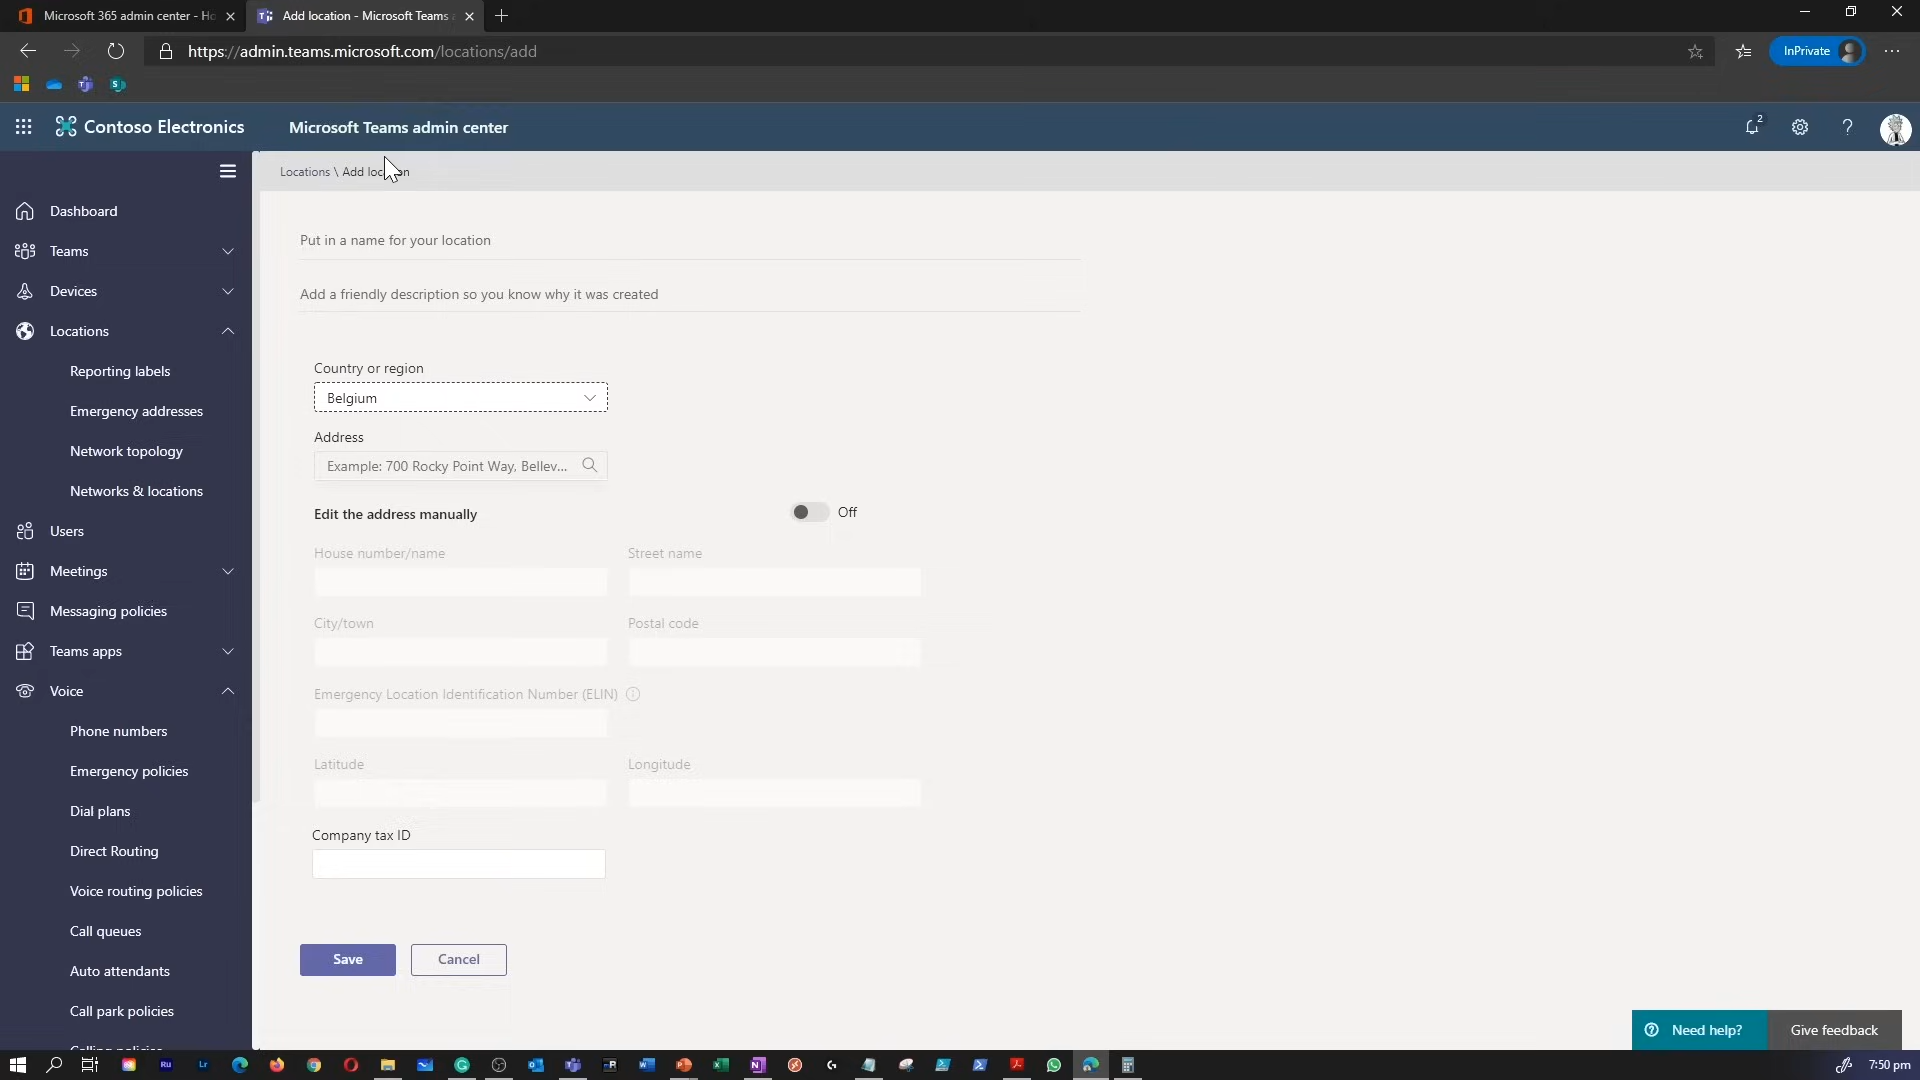 Microsoft 365 admin center - Ho
Add location - Microsoft Teams a
https://admin.teams.microsoft.com/locations/add
InPrivate
Contoso Electronics
Microsoft Teams admin center
2
Locations \ Add location
Dashboard
Teams
Devices
Locations
Reporting labels
Emergency addresses
Network topology
Networks & locations
Users
Meetings
Messaging policies
Teams apps
Voice
Phone numbers
Emergency policies
Dial plans
Direct Routing
Voice routing policies
Call queues
Auto attendants
Call park policies
Calling policies
Put in a name for your location
Add a friendly description so you know why it was created
Country or region
Belgium
Address
Example: 700 Rocky Point Way, Bellev...
Edit the address manually
Off
House number/name
Street name
City/town
Postal code
Emergency Location Identification Number (ELIN)
Latitude
Longitude
Company tax ID
Save
Cancel
Need help?
Give feedback
7:50 pm